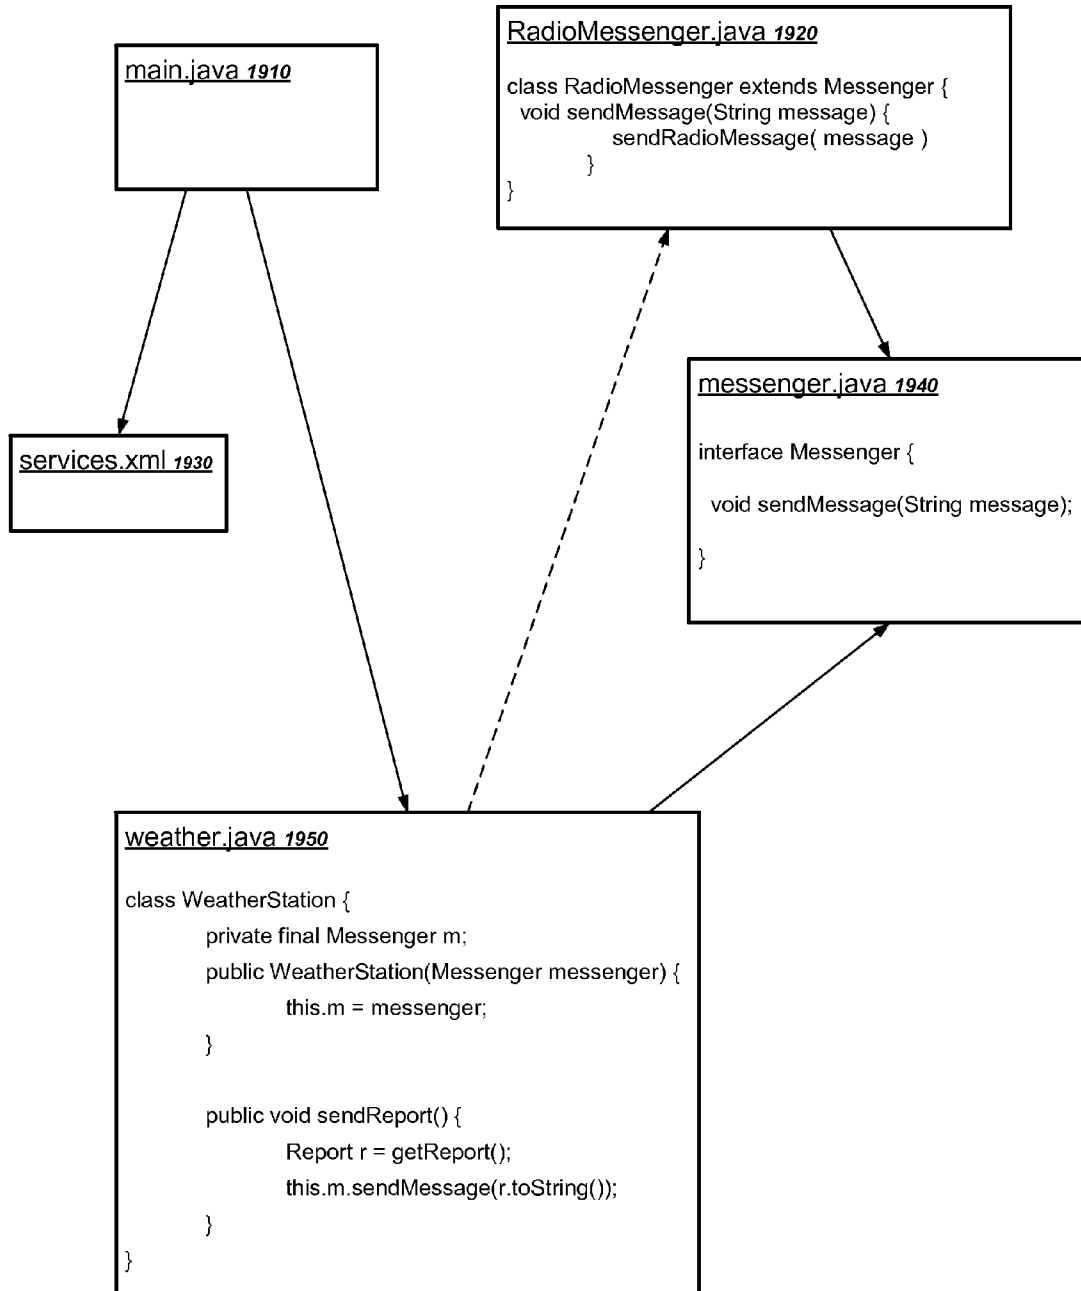 main.java 1910
RadioMessenger.java 1920
class RadioMessenger extends Messenger {
void sendMessage(String message) {
sendRadioMessage( message )
}
}
services.xml 1930
messenger.java 1940
interface Messenger {
void sendMessage(String message);
}
weather.java 1950
class WeatherStation {
private final Messenger m;
public WeatherStation(Messenger messenger) {
this.m = messenger;
}
public void sendReport() {
Report r = getReport();
this.m.sendMessage(r.toString());
}
}